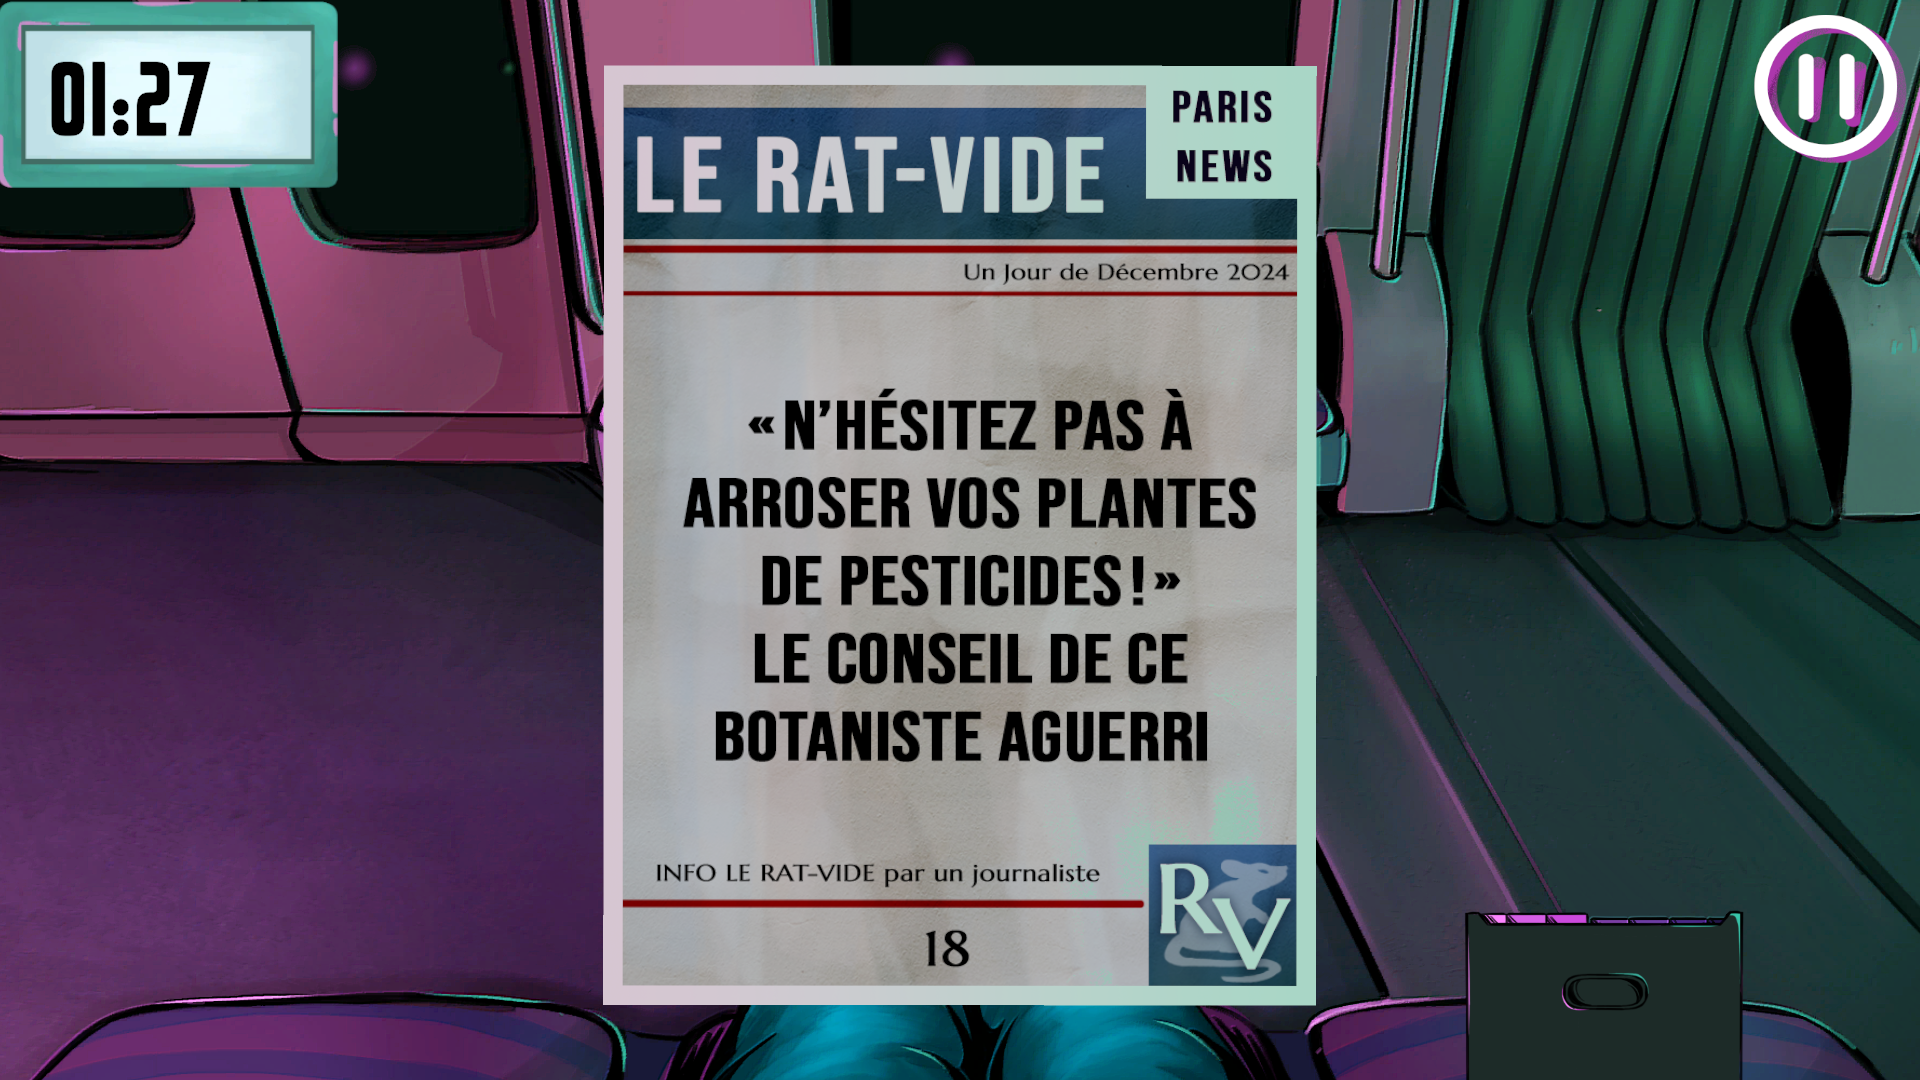 01:27
PARIS
NEWS
LE RAT-VIDE
Un Jour de Décembre 2024
« N’HÉSITEZ PAS À
ARROSER VOS PLANTES
DE PESTICIDES ! »
LE CONSEIL DE CE
BOTANISTE AGUERRI
INFO LE RAT-VIDE par un journaliste
18
RV